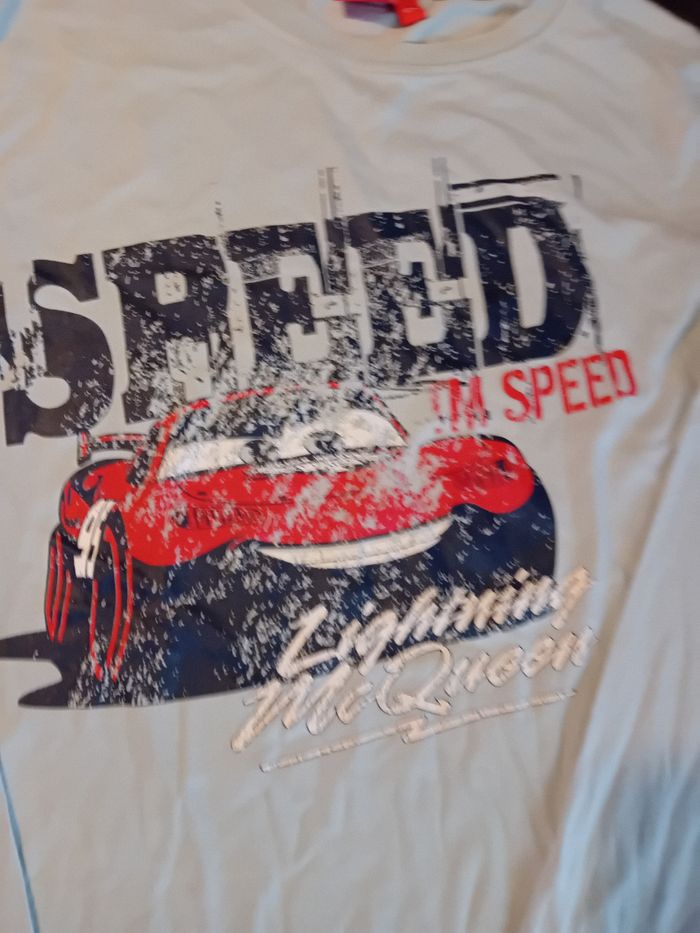 SPEED
I'M SPEED
Lightning
McQueen